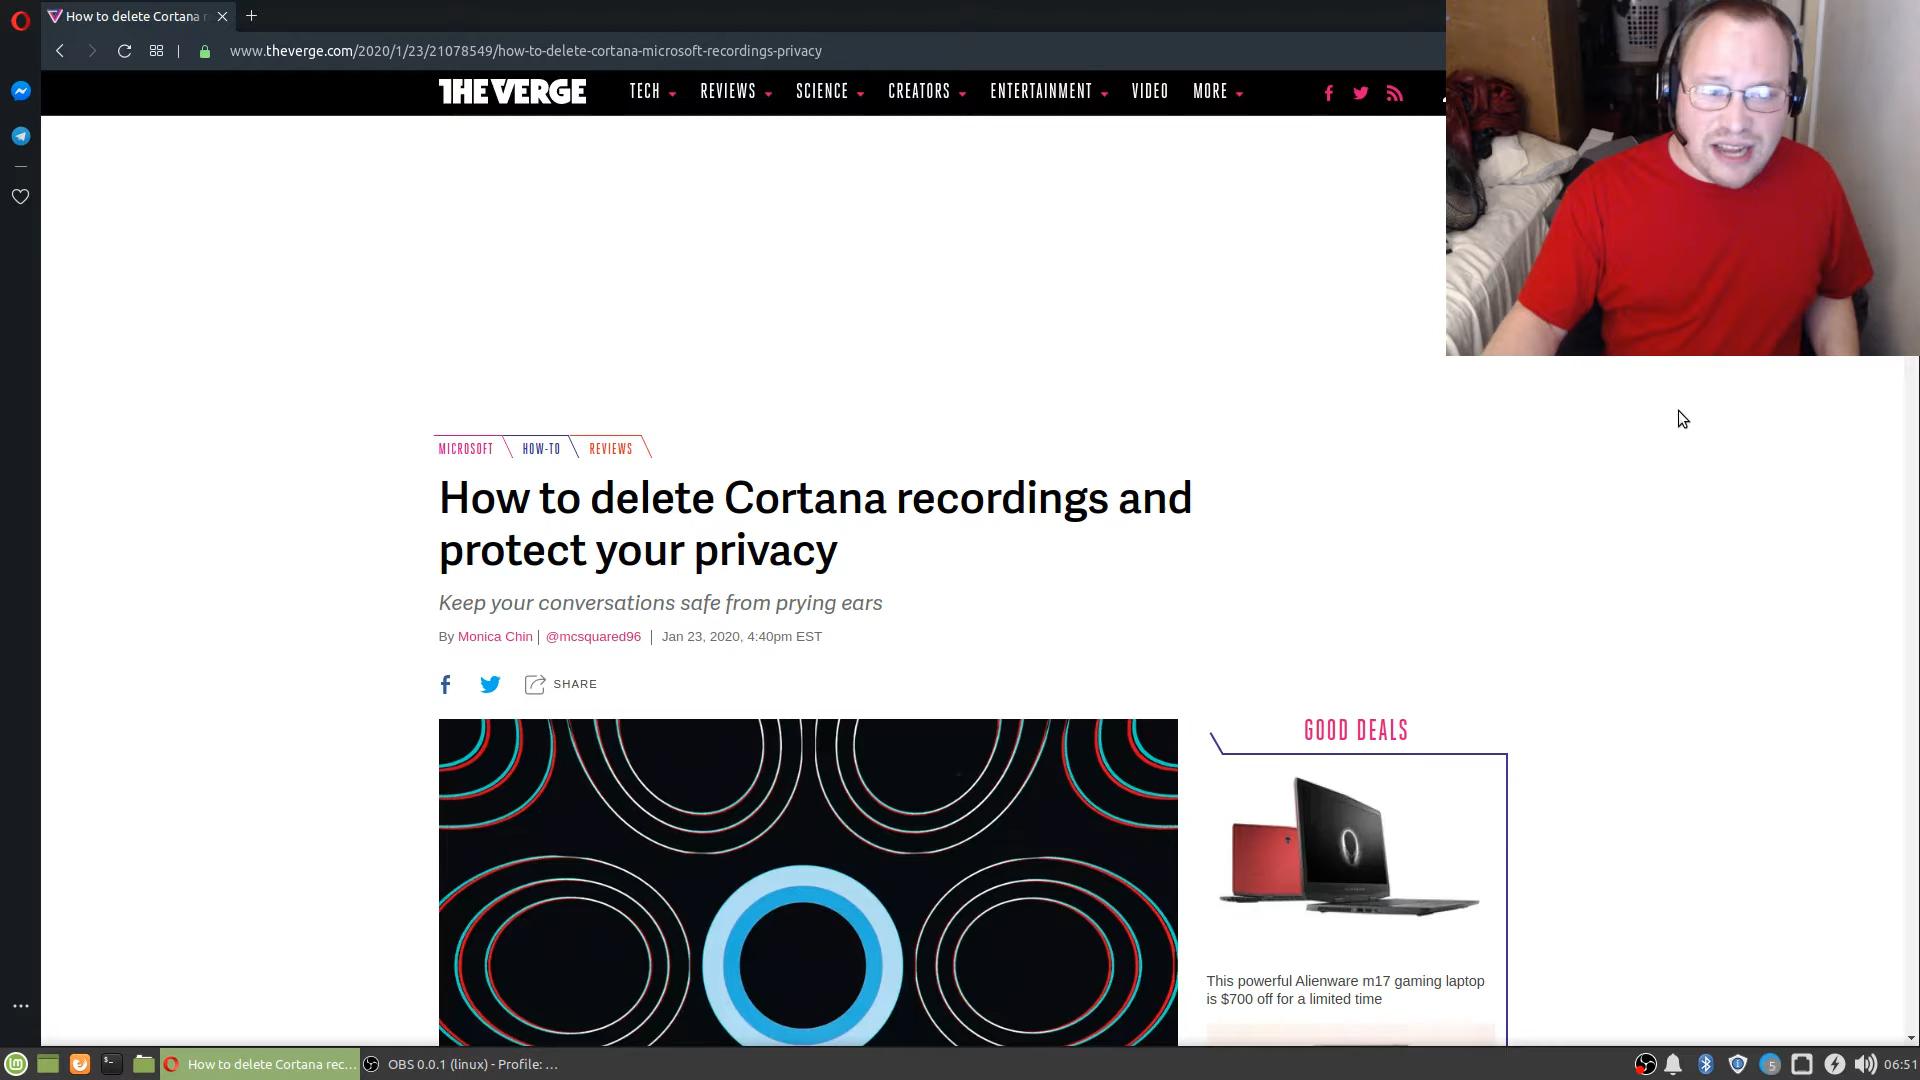 How to delete Cortana r
www.theverge.com/2020/1/23/21078549/how-to-delete-cortana-microsoft-recordings-privacy
THE VERGE
TECH REVIEWS SCIENCE CREATORS ENTERTAINMENT VIDEO MORE
MICROSOFT HOW-TO REVIEWS
How to delete Cortana recordings and
protect your privacy
Keep your conversations safe from prying ears
By Monica Chin | @mcsquared96 | Jan 23, 2020, 4:40pm EST
SHARE
GOOD DEALS
This powerful Alienware m17 gaming laptop
is $700 off for a limited time
How to delete Cortana rec...
OBS 0.0.1 (linux) - Profile: ...
5
06:51